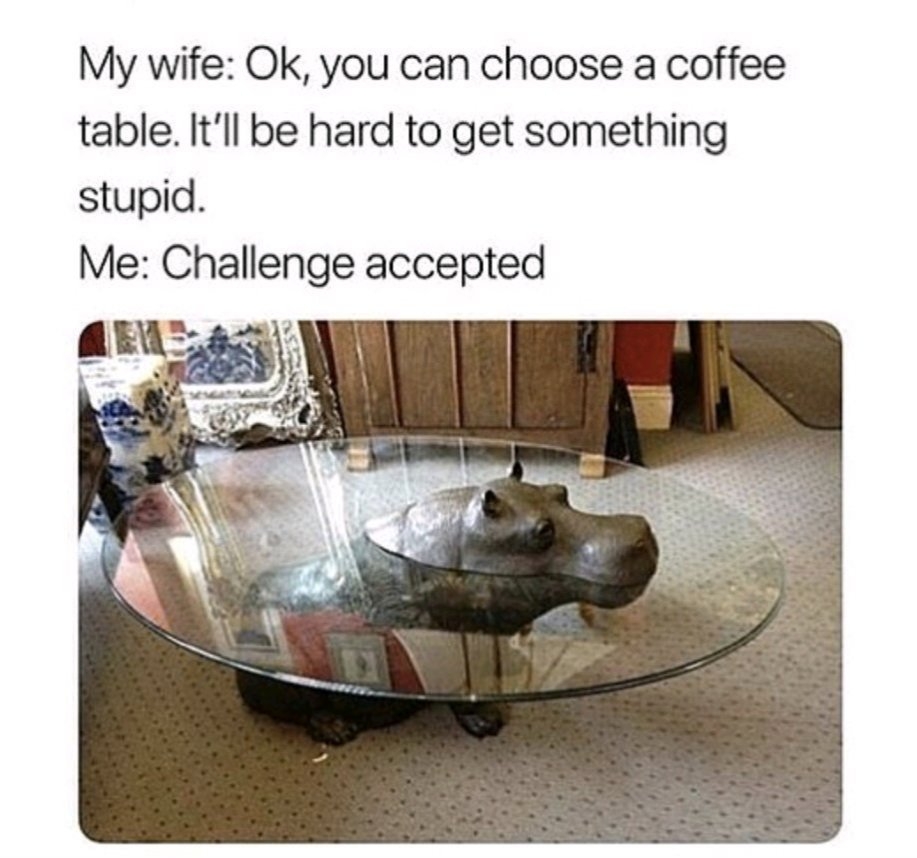 My wife: Ok, you can choose a coffee
table. It'll be hard to get something
stupid.
Me: Challenge accepted